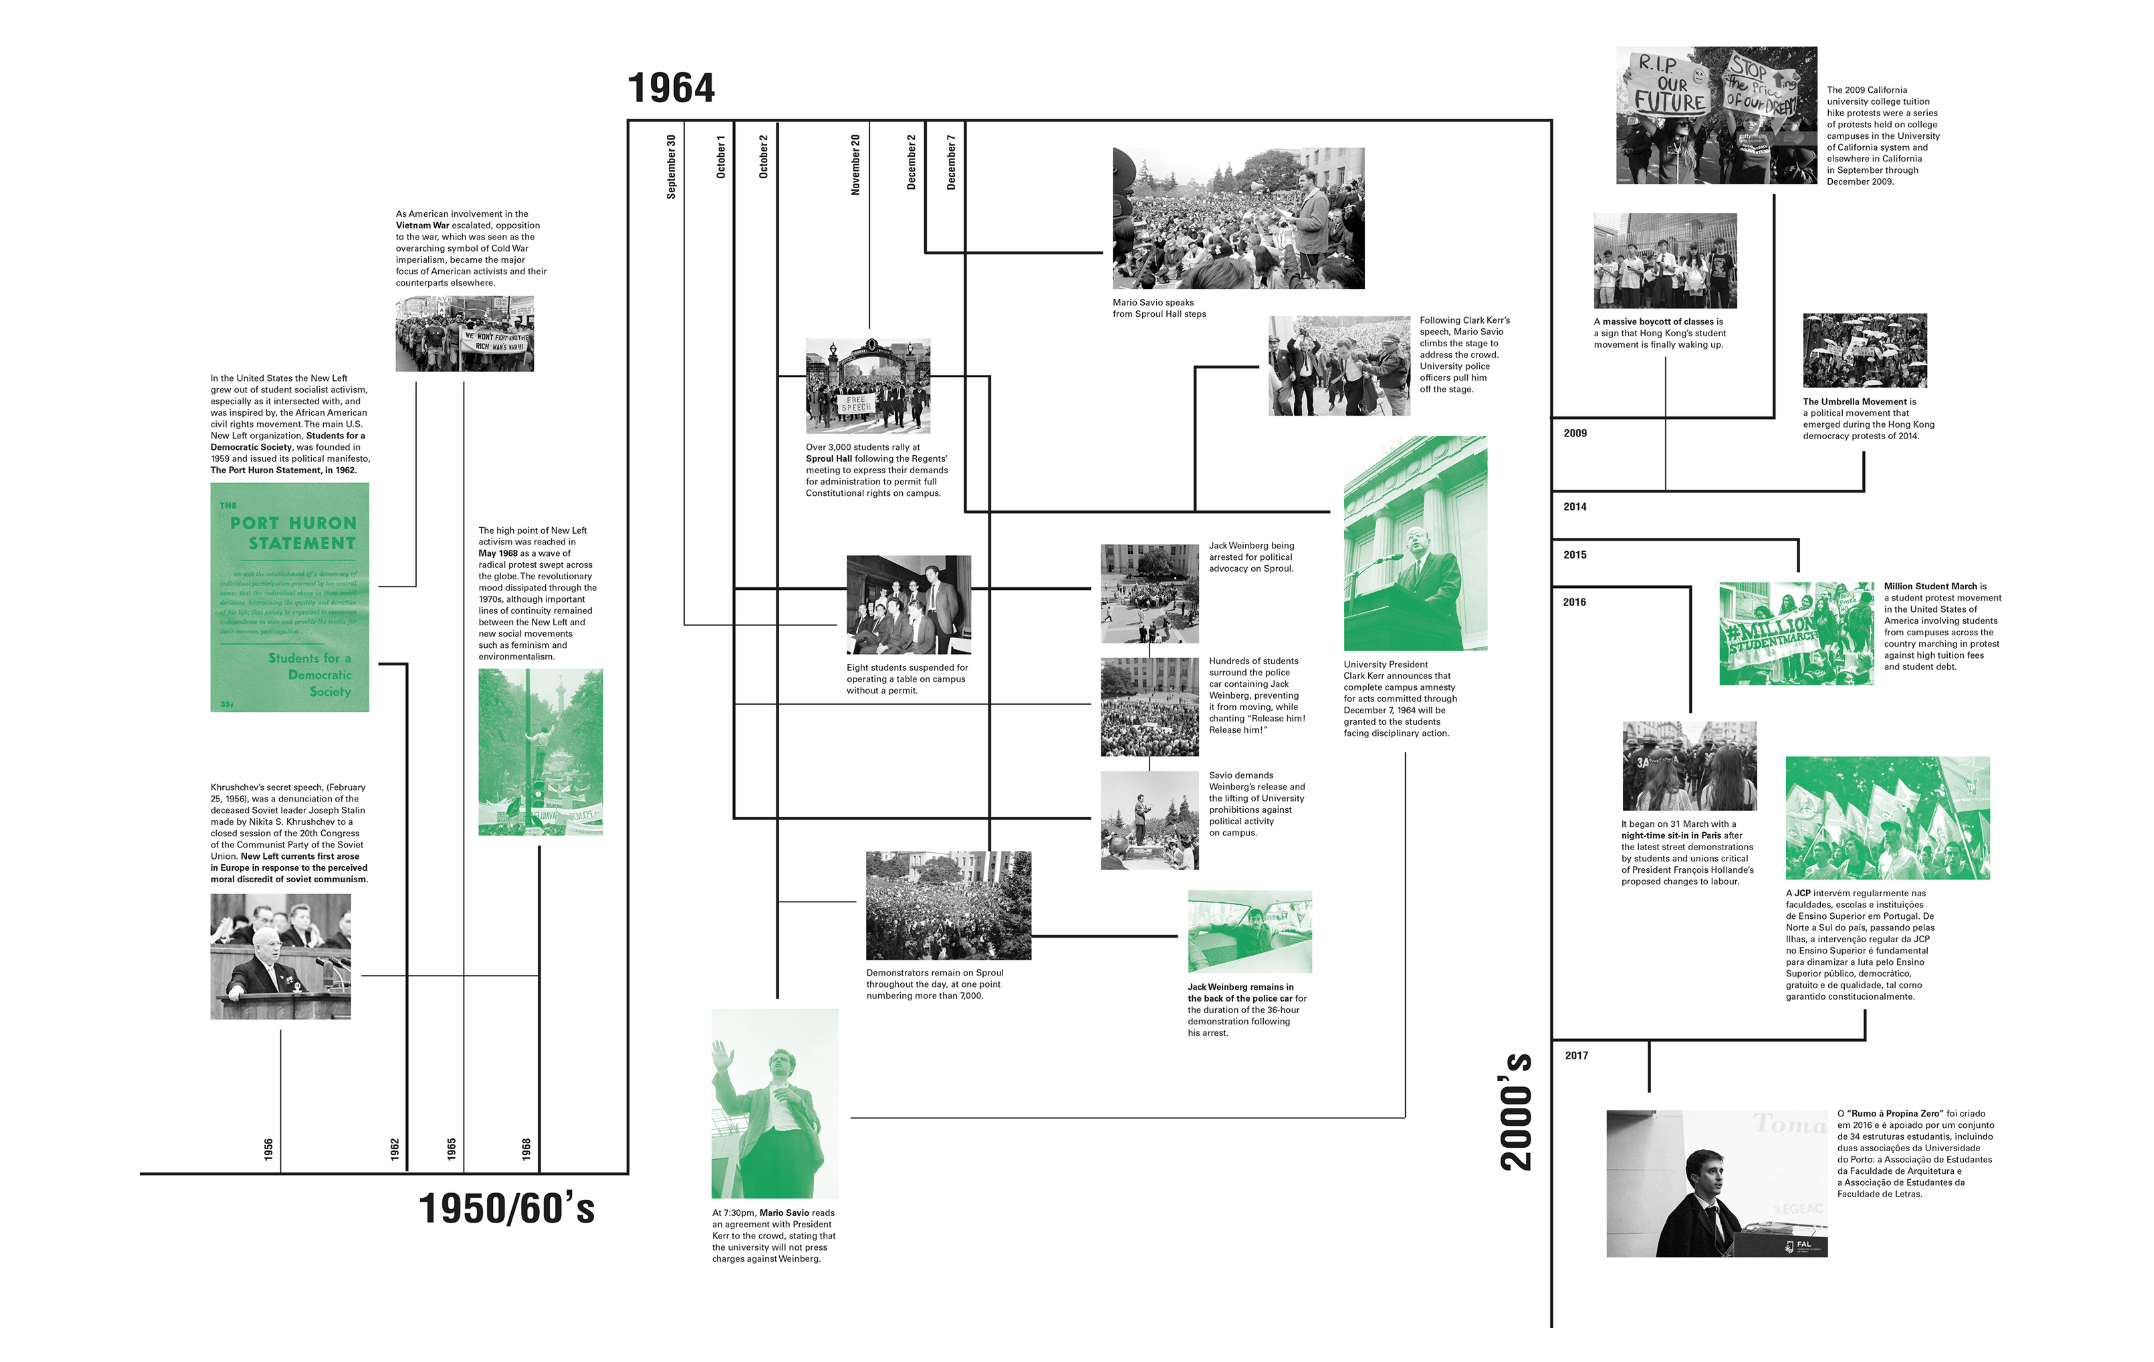 1964
September 30
October 1
October 2
November 20
December 2
December 7
As American involvement in the
Vietnam War escalated, opposition
to the war, which was seen as the
overarching symbol of Cold War
imperialism, became the major
focus of American activists and their
counterparts elsewhere.
WE WON'T FIGHT ANOTHER
RICH MAN'S WAR!!!
In the United States the New Left
grew out of student socialist activism,
especially as it intersected with, and
was inspired by, the African American
civil rights movement. The main U.S.
New Left organization, Students for a
Democratic Society, was founded in
1959 and issued its political manifesto,
The Port Huron Statement, in 1962.
THE
PORT HURON
STATEMENT
Students for a
Democratic
Society
35¢
The high point of New Left
activism was reached in
May 1968 as a wave of
radical protest swept across
the globe. The revolutionary
mood dissipated through the
1970s, although important
lines of continuity remained
between the New Left and
new social movements
such as feminism and
environmentalism.
Khrushchev's secret speech, (February
25, 1956), was a denunciation of the
deceased Soviet leader Joseph Stalin
made by Nikita S. Khrushchev to a
closed session of the 20th Congress
of the Communist Party of the Soviet
Union. New Left currents first arose
in Europe in response to the perceived
moral discredit of soviet communism.
1956
1962
1965
1968
1950/60's
Mario Savio speaks
from Sproul Hall steps
Following Clark Kerr's
speech, Mario Savio
climbs the stage to
address the crowd.
University police
officers pull him
off the stage.
FREE
SPEECH
Over 3,000 students rally at
Sproul Hall following the Regents'
meeting to express their demands
for administration to permit full
Constitutional rights on campus.
Eight students suspended for
operating a table on campus
without a permit.
Jack Weinberg being
arrested for political
advocacy on Sproul.
Hundreds of students
surround the police
car containing Jack
Weinberg, preventing
it from moving, while
chanting “Release him!
Release him!”
Savio demands
Weinberg's release and
the lifting of University
prohibitions against
political activity
on campus.
University President
Clark Kerr announces that
complete campus amnesty
for acts committed through
December 7, 1964 will be
granted to the students
facing disciplinary action.
Demonstrators remain on Sproul
throughout the day, at one point
numbering more than 7,000.
Jack Weinberg remains in
the back of the police car for
the duration of the 36-hour
demonstration following
his arrest.
At 7:30pm, Mario Savio reads
an agreement with President
Kerr to the crowd, stating that
the university will not press
charges against Weinberg.
2000's
R.I.P.
OUR
FUTURE
STOP
the Price
ing
OF OUR DREAM
The 2009 California
university college tuition
hike protests were a series
of protests held on college
campuses in the University
of California system and
elsewhere in California
in September through
December 2009.
A massive boycott of classes is
a sign that Hong Kong's student
movement is finally waking up.
The Umbrella Movement is
a political movement that
emerged during the Hong Kong
democracy protests of 2014.
2009
2014
2015
2016
#MILLION
STUDENTMARCH
Million Student March is
a student protest movement
in the United States of
America involving students
from campuses across the
country marching in protest
against high tuition fees
and student debt.
3A
It began on 31 March with a
night-time sit-in in Paris after
the latest street demonstrations
by students and unions critical
of President François Hollande's
proposed changes to labour.
A JCP intervém regularmente nas
faculdades, escolas e instituições
de Ensino Superior em Portugal. De
Norte a Sul do país, passando pelas
Ilhas, a intervenção regular da JCP
no Ensino Superior é fundamental
para dinamizar a luta pelo Ensino
Superior público, democrático,
gratuito e de qualidade, tal como
garantido constitucionalmente.
2017
Toma
EGEAC
FAL
O “Rumo à Propina Zero” foi criado
em 2016 e é apoiado por um conjunto
de 34 estruturas estudantis, incluindo
duas associações da Universidade
do Porto: a Associação de Estudantes
da Faculdade de Arquitetura e
a Associação de Estudantes da
Faculdade de Letras.